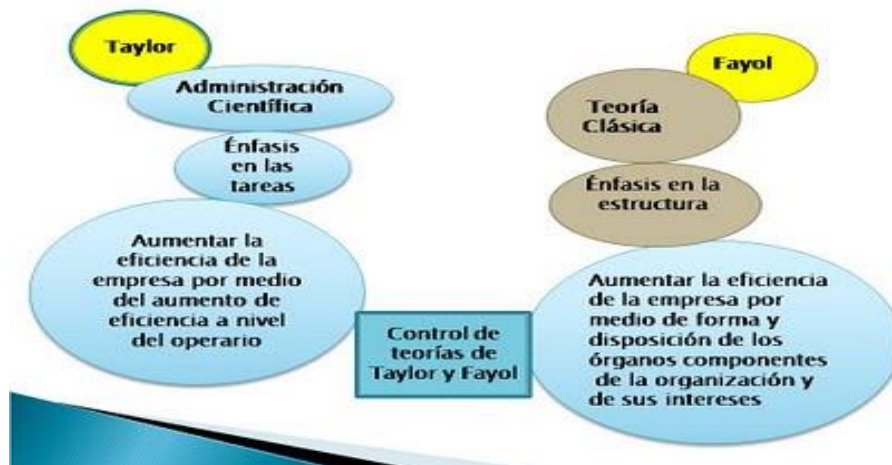 Taylor
Administración
Científica
Énfasis
en las
tareas
Aumentar la
eficiencia de la
empresa por medio
del aumento de
eficiencia a nivel
del operario
Control de
teorías de
Taylor y Fayol
Fayol
Teoría
Clásica
Énfasis en la
estructura
Aumentar la eficiencia
de la empresa por
medio de forma y
disposición de los
órganos componentes
de la organización y
de sus intereses